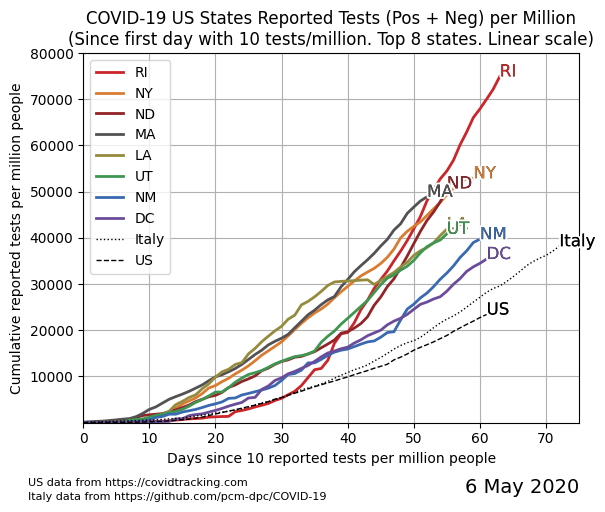 COVID-19 US States Reported Tests (Pos + Neg) per Million
(Since first day with 10 tests/million. Top 8 states. Linear scale)
Cumulative reported tests per million people
80000
70000
60000
50000
40000
30000
20000
10000
RI
NY
ND
MA
LA
UT
NM
DC
Italy
US
RI
NY
ND
MA
UT
NM
Italy
DC
US
0 10 20 30 40 50 60 70
Days since 10 reported tests per million people
US data from https://covidtracking.com
Italy data from https://github.com/pcm-dpc/COVID-19
6 May 2020